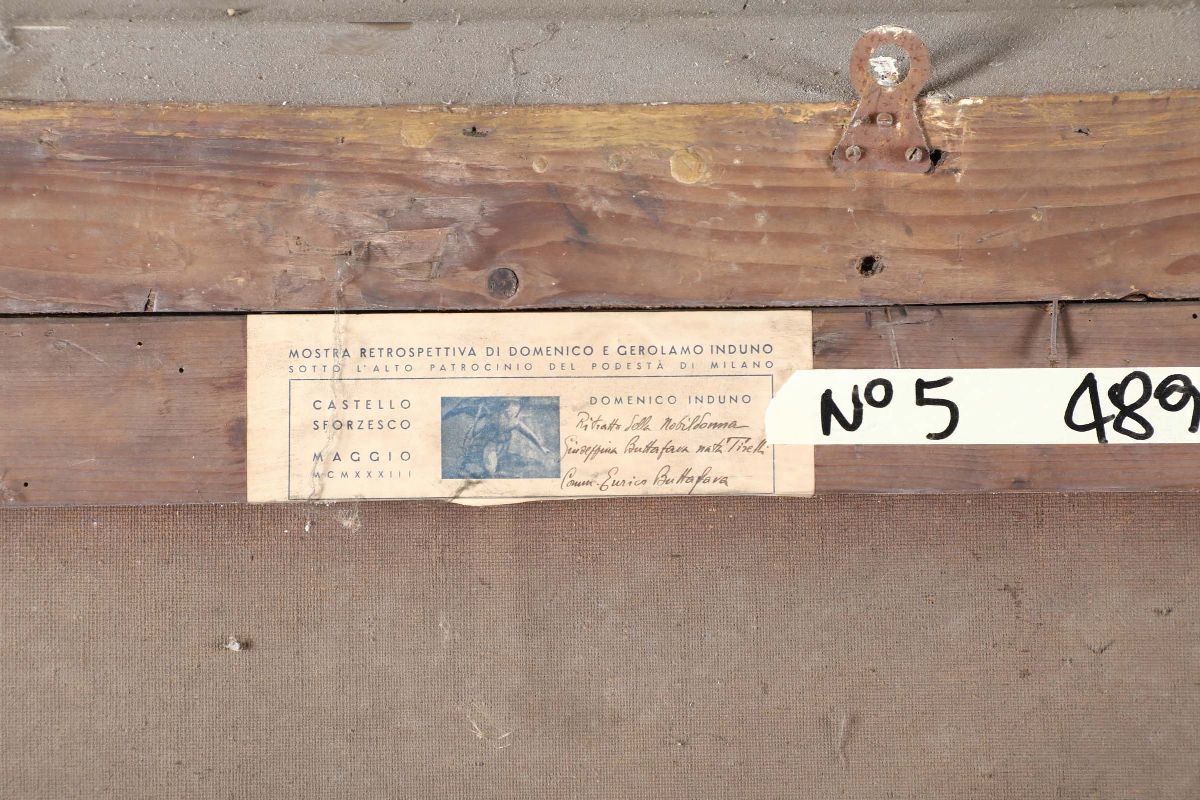 MOSTRA RETROSPETTIVA DI DOMENICO E GEROLAMO INDUNO
SOTTO L'ALTO PATROCINIO DEL PODESTÀ DI MILANO
CASTELLO
SFORZESCO
MAGGIO
MCMXXXIII
DOMENICO INDUNO
Ritratto della Nobildonna
Giuseppina Buttafava nata Tirelli
Comm. Enrico Buttafava
Nº 5 489